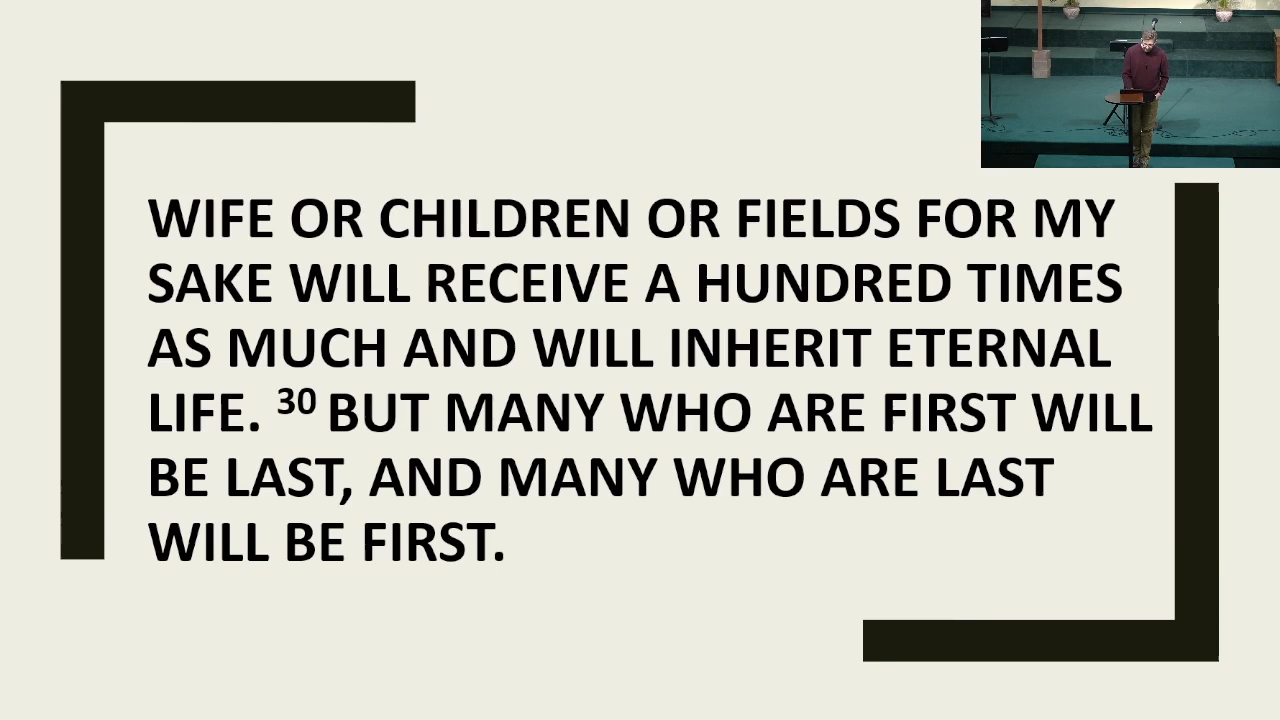 WIFE OR CHILDREN OR FIELDS FOR MY
SAKE WILL RECEIVE A HUNDRED TIMES
AS MUCH AND WILL INHERIT ETERNAL
LIFE. 30 BUT MANY WHO ARE FIRST WILL
BE LAST, AND MANY WHO ARE LAST
WILL BE FIRST.